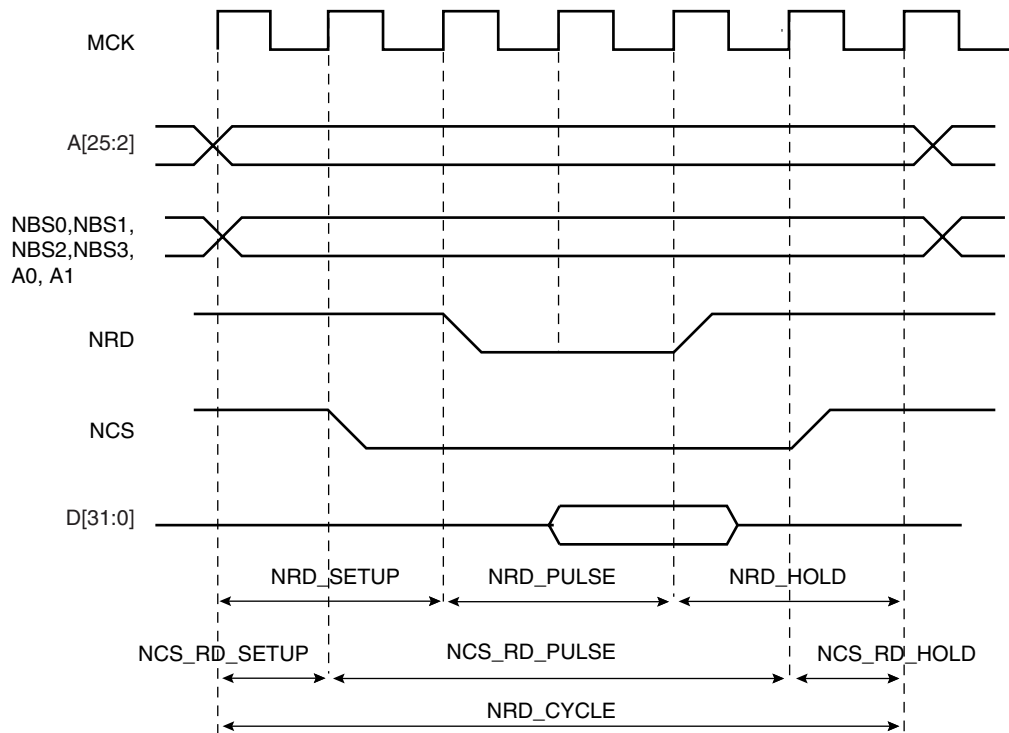 MCK
A[25:2]
NBS0,NBS1,
NBS2,NBS3,
A0, A1
NRD
NCS
D[31:0]
NRD_SETUP NRD_PULSE NRD_HOLD
NCS_RD_SETUP NCS_RD_PULSE NCS_RD_HOLD
NRD_CYCLE